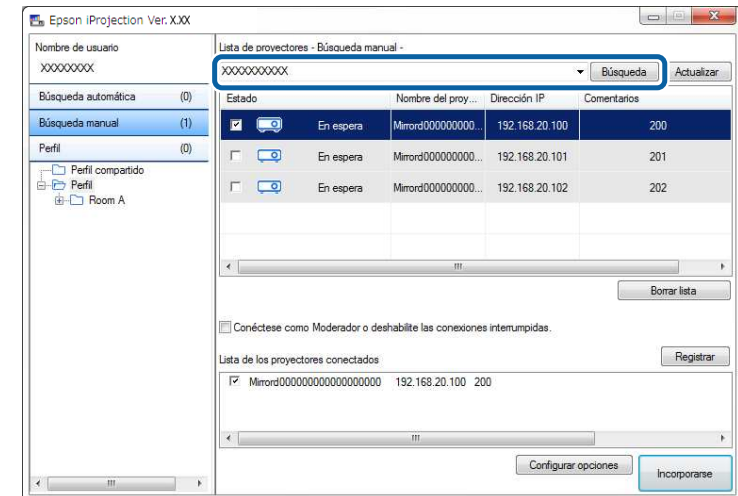 Epson iProjection Ver. X.XX
Nombre de usuario
XXXXXXXX
Búsqueda automática (0)
Búsqueda manual (1)
Perfil (0)
Perfil compartido
Perfil
Room A
Lista de proyectores - Búsqueda manual -
XXXXXXXXXX Búsqueda Actualizar
Estado Nombre del proy... Dirección IP Comentarios
En espera Mirrord000000000... 192.168.20.100 200
En espera Mirrord000000000... 192.168.20.101 201
En espera Mirrord000000000... 192.168.20.102 202
Borrar lista
Conéctese como Moderador o deshabilite las conexiones interrumpidas.
Lista de los proyectores conectados Registrar
Mirrord000000000000000000 192.168.20.100 200
Configurar opciones Incorporarse